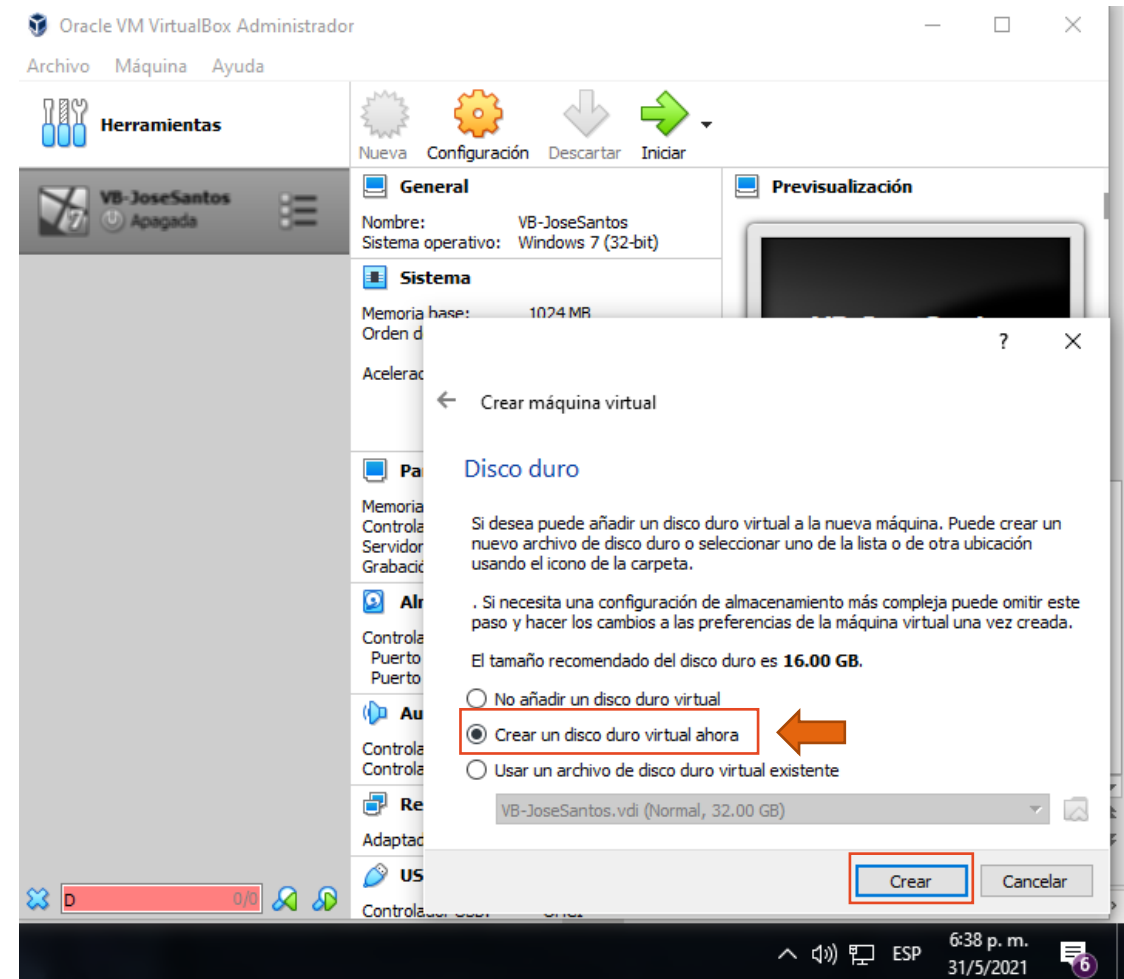 Oracle VM VirtualBox Administrador
Archivo Máquina Ayuda
Herramientas
Nueva Configuración Descartar Iniciar
VB-JoseSantos
Apagada
General
Nombre: VB-JoseSantos
Sistema operativo: Windows 7 (32-bit)
Previsualización
Sistema
Memoria base: 1024 MB
Orden d
Acelerac
?
Crear máquina virtual
Disco duro
Si desea puede añadir un disco duro virtual a la nueva máquina. Puede crear un
nuevo archivo de disco duro o seleccionar uno de la lista o de otra ubicación
usando el icono de la carpeta.
. Si necesita una configuración de almacenamiento más compleja puede omitir este
paso y hacer los cambios a las preferencias de la máquina virtual una vez creada.
El tamaño recomendado del disco duro es 16.00 GB.
No añadir un disco duro virtual
Crear un disco duro virtual ahora
Usar un archivo de disco duro virtual existente
VB-JoseSantos.vdi (Normal, 32.00 GB)
Crear Cancelar
Pa
Memoria
Controla
Servidor
Grabació
Alm
Controla
Puerto
Puerto
Au
Controla
Controla
Re
Adaptad
US
D 0/0
ESP
6:38 p. m.
31/5/2021
6